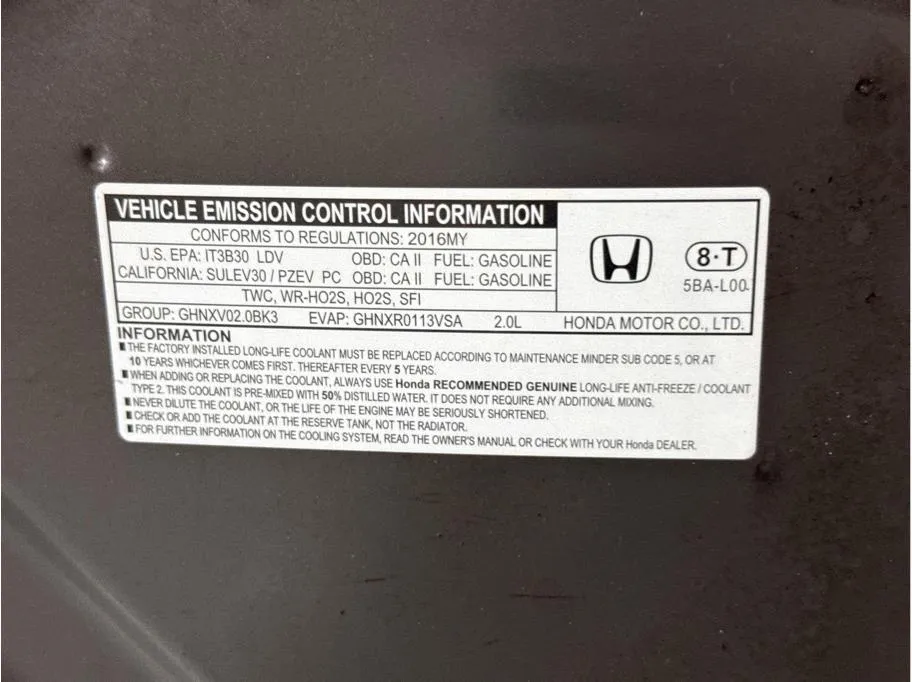 VEHICLE EMISSION CONTROL INFORMATION
CONFORMS TO REGULATIONS: 2016MY
U.S. EPA: IT3B30 LDV OBD: CA II FUEL: GASOLINE
CALIFORNIA: SULEV30 / PZEV PC OBD: CA II FUEL: GASOLINE
TWC, WR-HO2S, HO2S, SFI
8·T
5BA-L00
GROUP: GHNXV02.0BK3 EVAP: GHNXR0113VSA 2.0L HONDA MOTOR CO., LTD.
INFORMATION
THE FACTORY INSTALLED LONG-LIFE COOLANT MUST BE REPLACED ACCORDING TO MAINTENANCE MINDER SUB CODE 5, OR AT
10 YEARS WHICHEVER COMES FIRST. THEREAFTER EVERY 5 YEARS.
WHEN ADDING OR REPLACING THE COOLANT, ALWAYS USE Honda RECOMMENDED GENUINE LONG-LIFE ANTI-FREEZE / COOLANT
TYPE 2. THIS COOLANT IS PRE-MIXED WITH 50% DISTILLED WATER. IT DOES NOT REQUIRE ANY ADDITIONAL MIXING.
NEVER DILUTE THE COOLANT, OR THE LIFE OF THE ENGINE MAY BE SERIOUSLY SHORTENED.
CHECK OR ADD THE COOLANT AT THE RESERVE TANK, NOT THE RADIATOR.
FOR FURTHER INFORMATION ON THE COOLING SYSTEM, READ THE OWNER'S MANUAL OR CHECK WITH YOUR Honda DEALER.